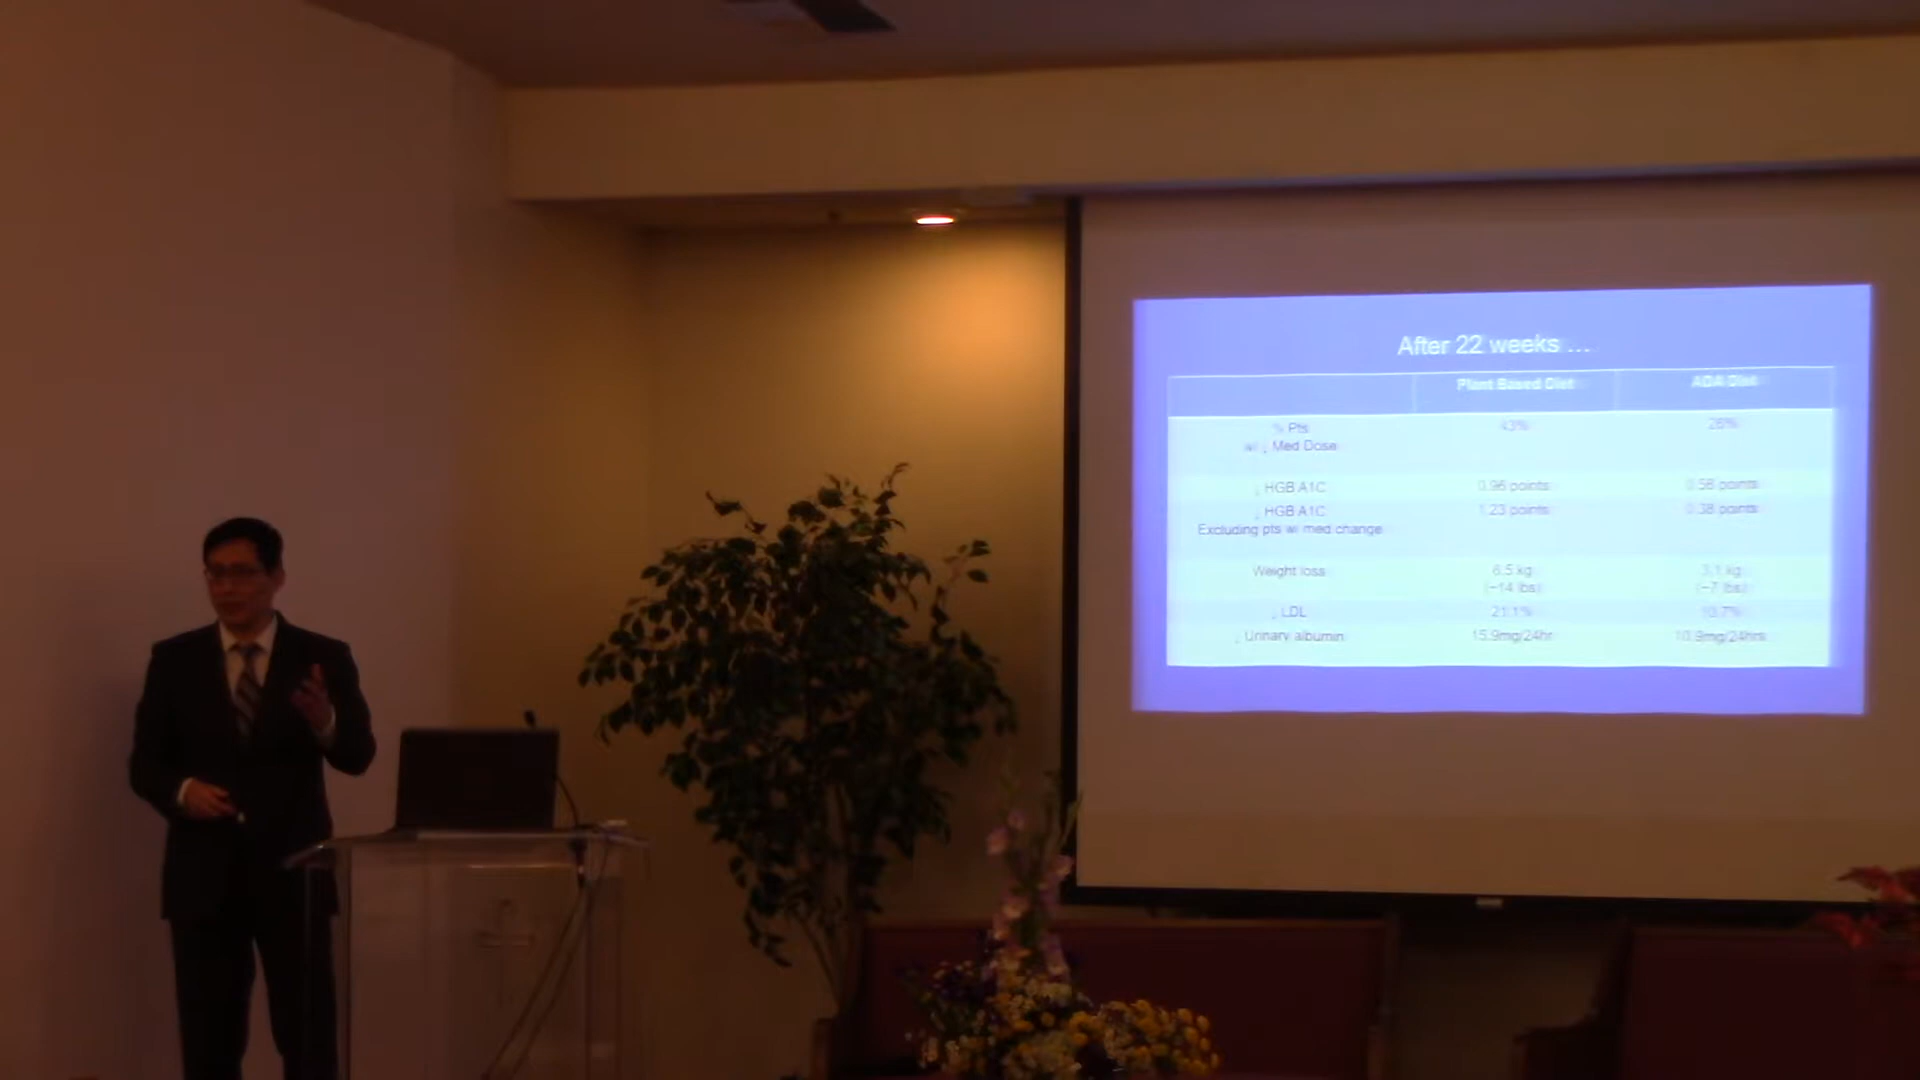 After 22 weeks ...
Plant Based Diet ADA Diet
% Pts 43% 26%
w/ ↓ Med Dose
↓ HGB A1C 0.96 points 0.56 points
↓ HGB A1C 1.23 points 0.38 points
Excluding pts w/ med change
Weight loss 6.5 kg 3.1 kg
(~14 lbs) (~7 lbs)
↓ LDL 21.1% 10.7%
↓ Urinary albumin 15.9mg/24hr 10.9mg/24hrs